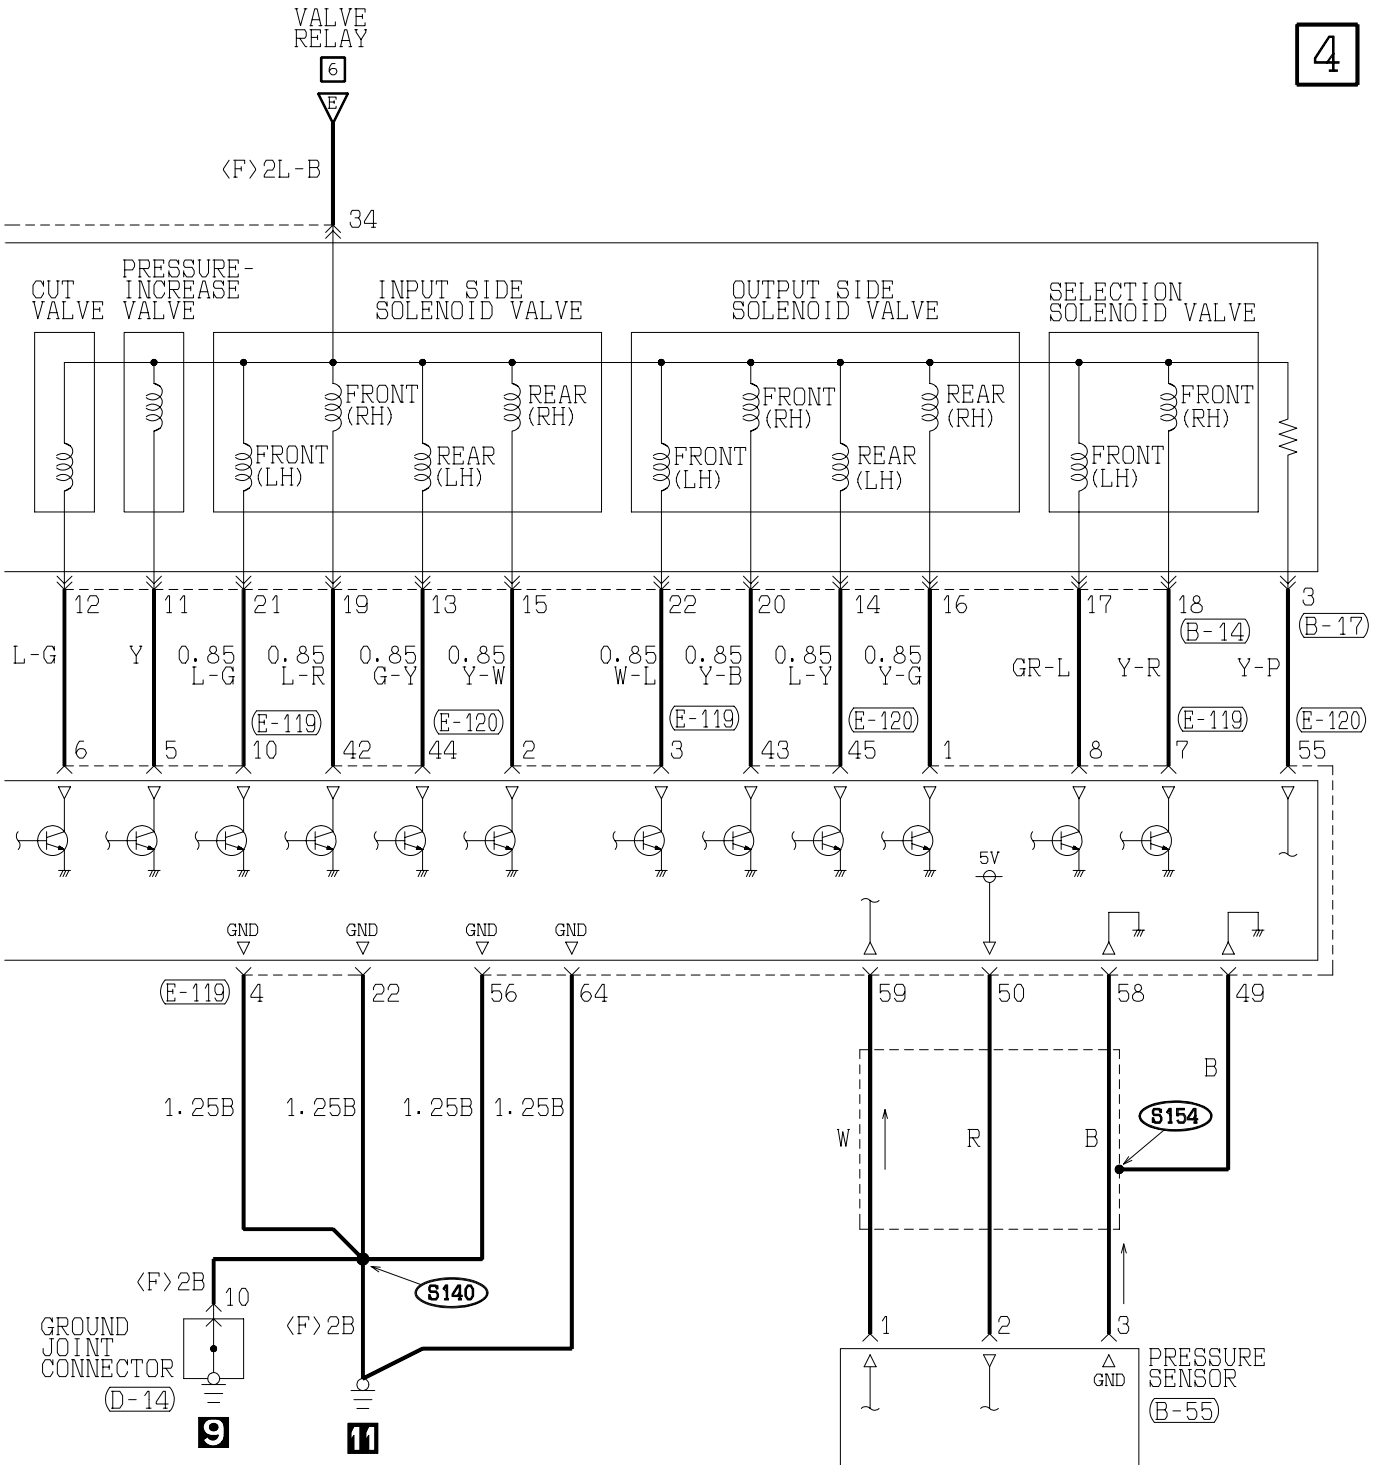 VALVE
RELAY
6
4
E
<F>2L-B
34
CUT
VALVE
PRESSURE-
INCREASE
VALVE
INPUT SIDE
SOLENOID VALVE
OUTPUT SIDE
SOLENOID VALVE
SELECTION
SOLENOID VALVE
FRONT
(LH)
FRONT
(RH)
REAR
(LH)
REAR
(RH)
FRONT
(LH)
FRONT
(RH)
REAR
(LH)
REAR
(RH)
FRONT
(LH)
FRONT
(RH)
12 11 21 19 13 15 22 20 14 16 17 18 3
(B-14) (B-17)
L-G Y 0.85 0.85 0.85 0.85 0.85 0.85 0.85 0.85 GR-L Y-R Y-P
L-G L-R G-Y Y-W W-L Y-B L-Y Y-G
(E-119) (E-120) (E-119) (E-120) (E-119) (E-120)
6 5 10 42 44 2 3 43 45 1 8 7 55
5V
GND GND GND GND
(E-119) 4 22 56 64 59 50 58 49
1.25B 1.25B 1.25B 1.25B
B
S154
W R B
<F>2B
10
S140
<F>2B
1 2 3
GROUND
JOINT
CONNECTOR
(D-14)
PRESSURE
SENSOR
GND
(B-55)
9
11